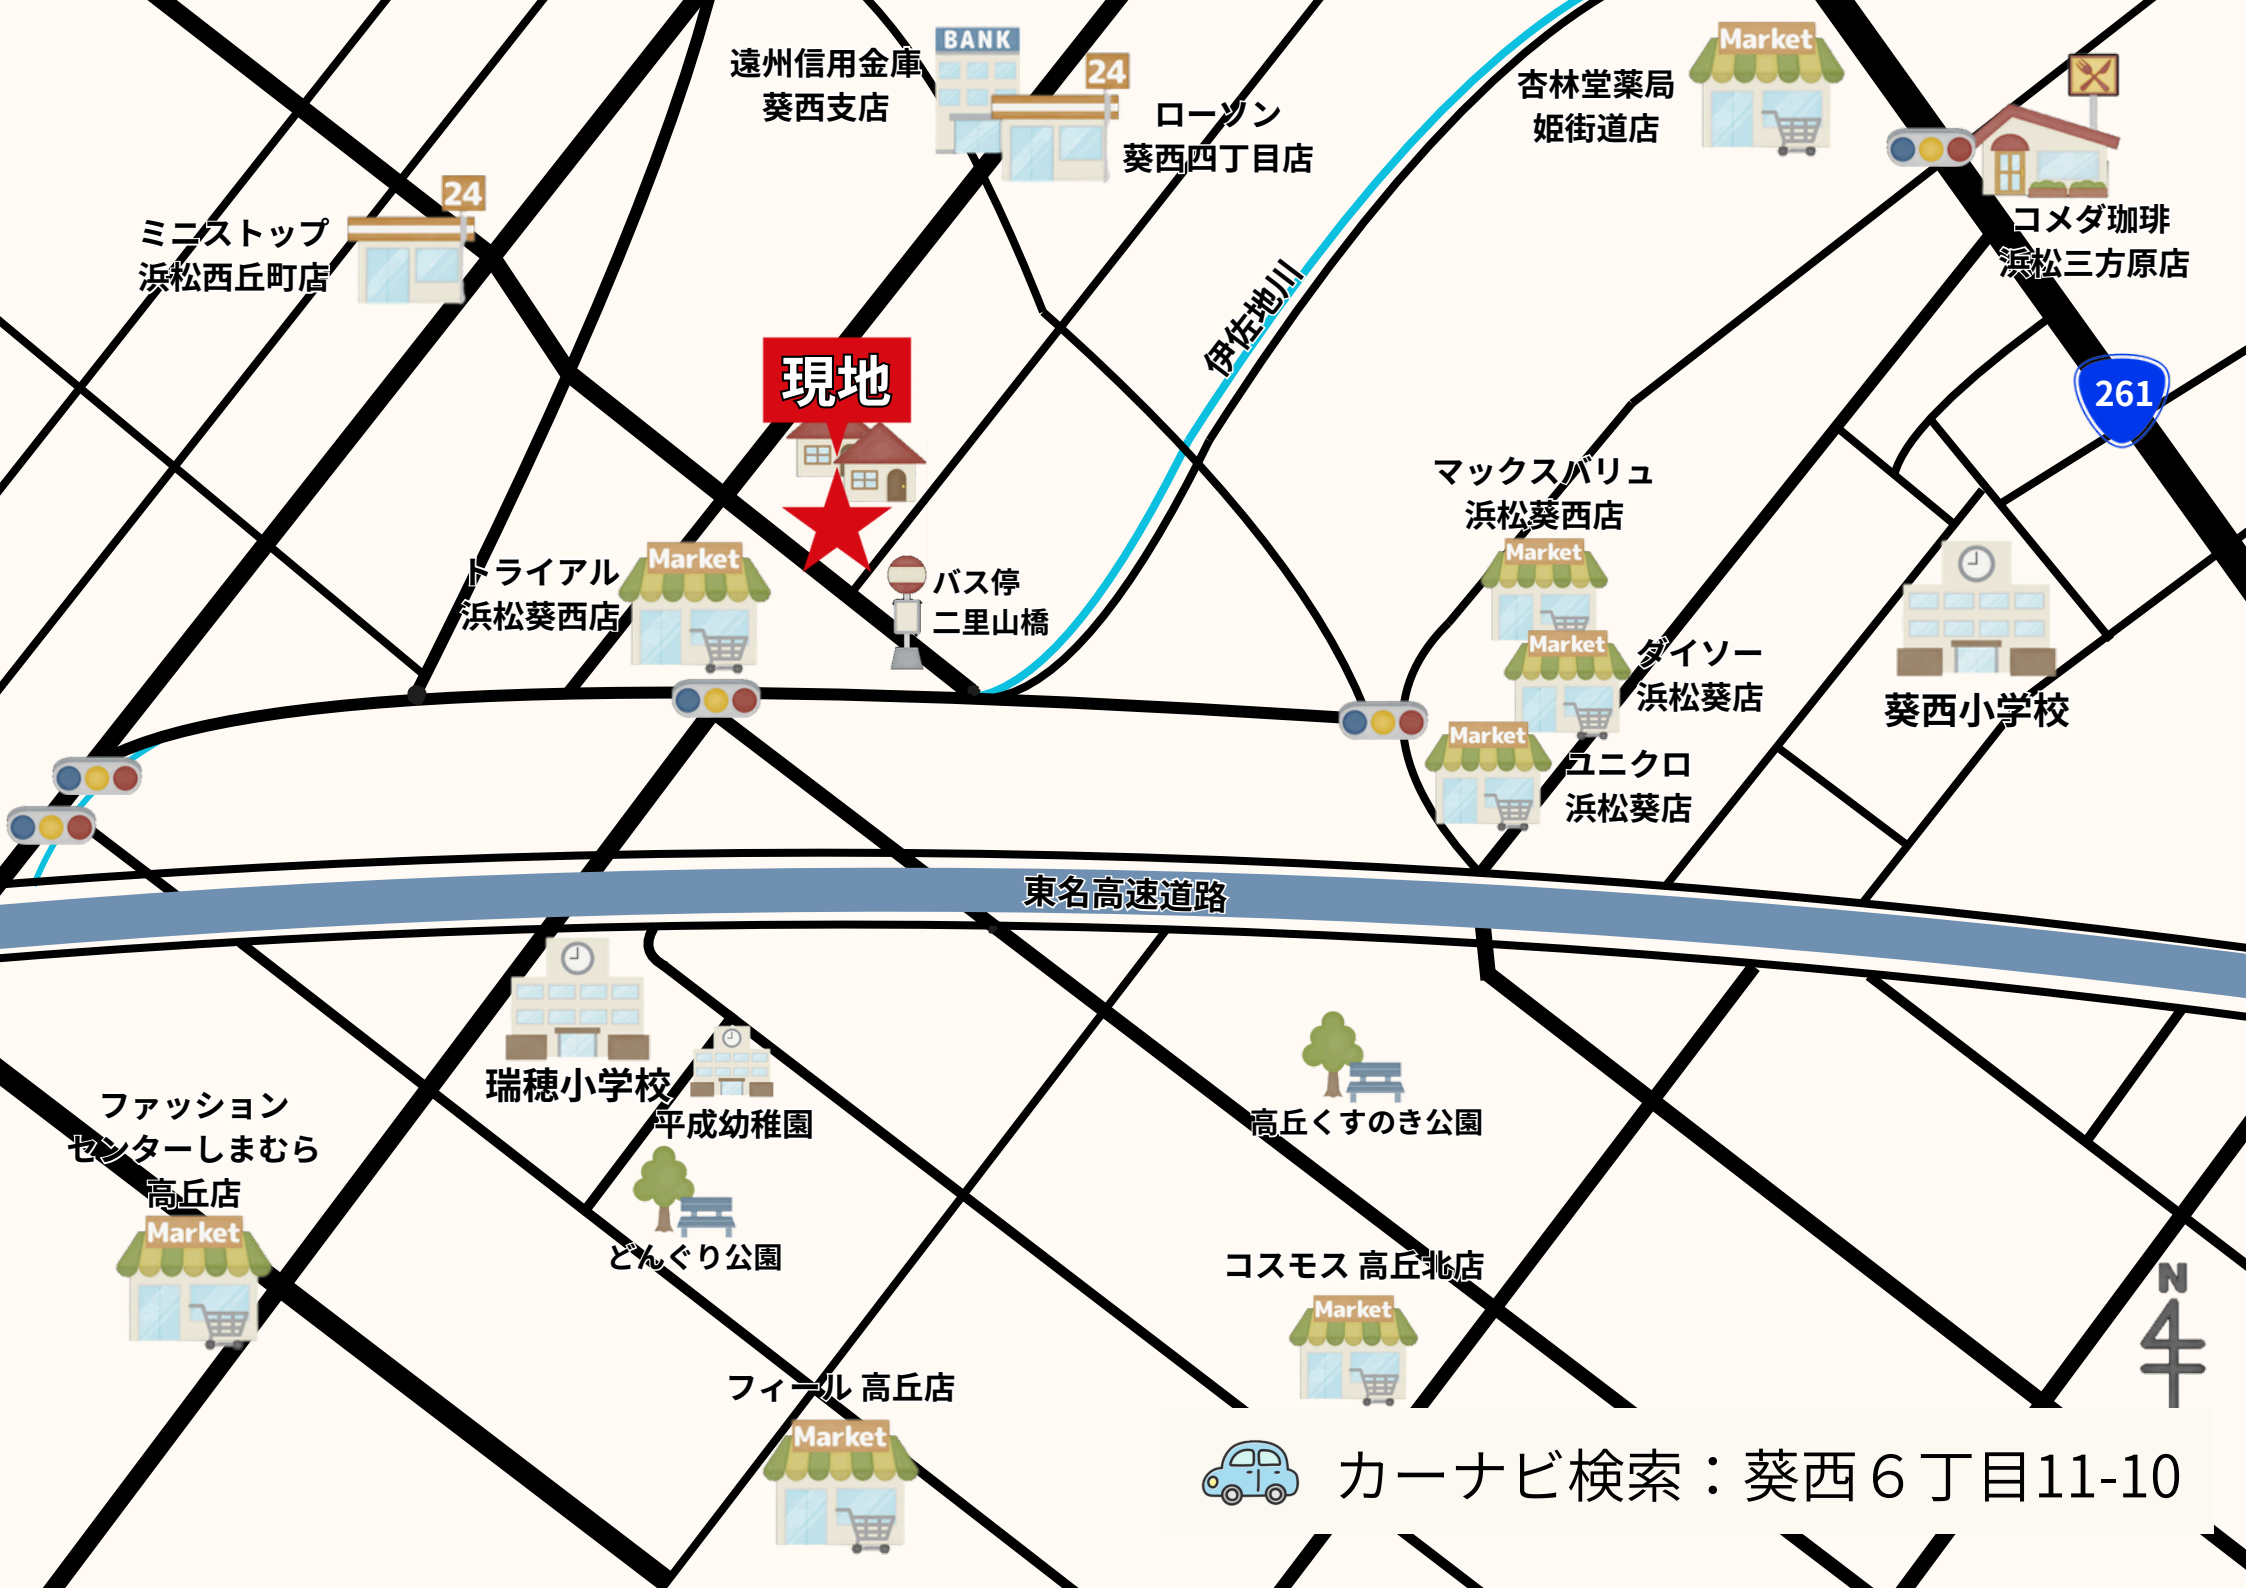 遠州信用金庫
葵西支店
BANK
24
ローソン
葵西四丁目店
杏林堂薬局
姫街道店
Market
コメダ珈琲
浜松三方原店
ミニストップ
浜松西丘町店
24
伊佐地川
現地
261
マックスバリュ
浜松葵西店
Market
トライアル
浜松葵西店
Market
バス停
二里山橋
Market
ダイソー
浜松葵店
葵西小学校
Market
ユニクロ
浜松葵店
東名高速道路
瑞穂小学校
平成幼稚園
ファッション
センターしまむら
高丘店
Market
高丘くすのき公園
どんぐり公園
コスモス 高丘北店
Market
N
フィール 高丘店
Market
カーナビ検索：葵西６丁目11-10